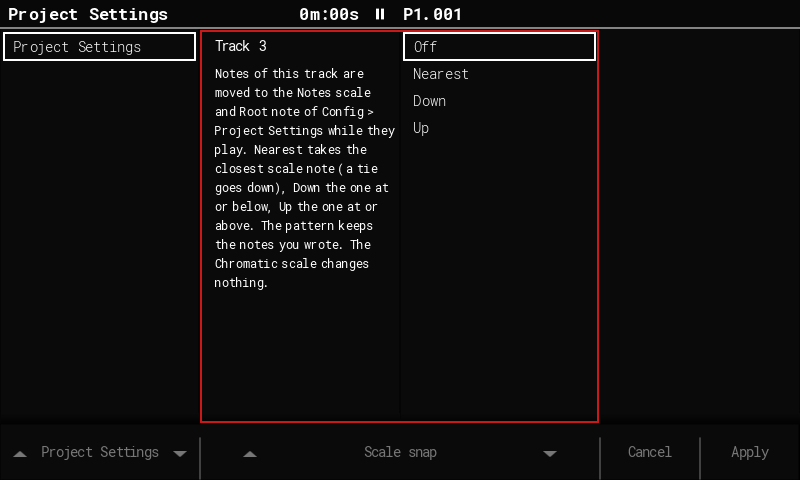 Project Settings 0m:00s P1.001
Project Settings
Track 3
Notes of this track are
moved to the Notes scale
and Root note of Config >
Project Settings while they
play. Nearest takes the
closest scale note (a tie
goes down), Down the one at
or below, Up the one at or
above. The pattern keeps
the notes you wrote. The
Chromatic scale changes
nothing.
Off
Nearest
Down
Up
Project Settings Scale snap Cancel Apply